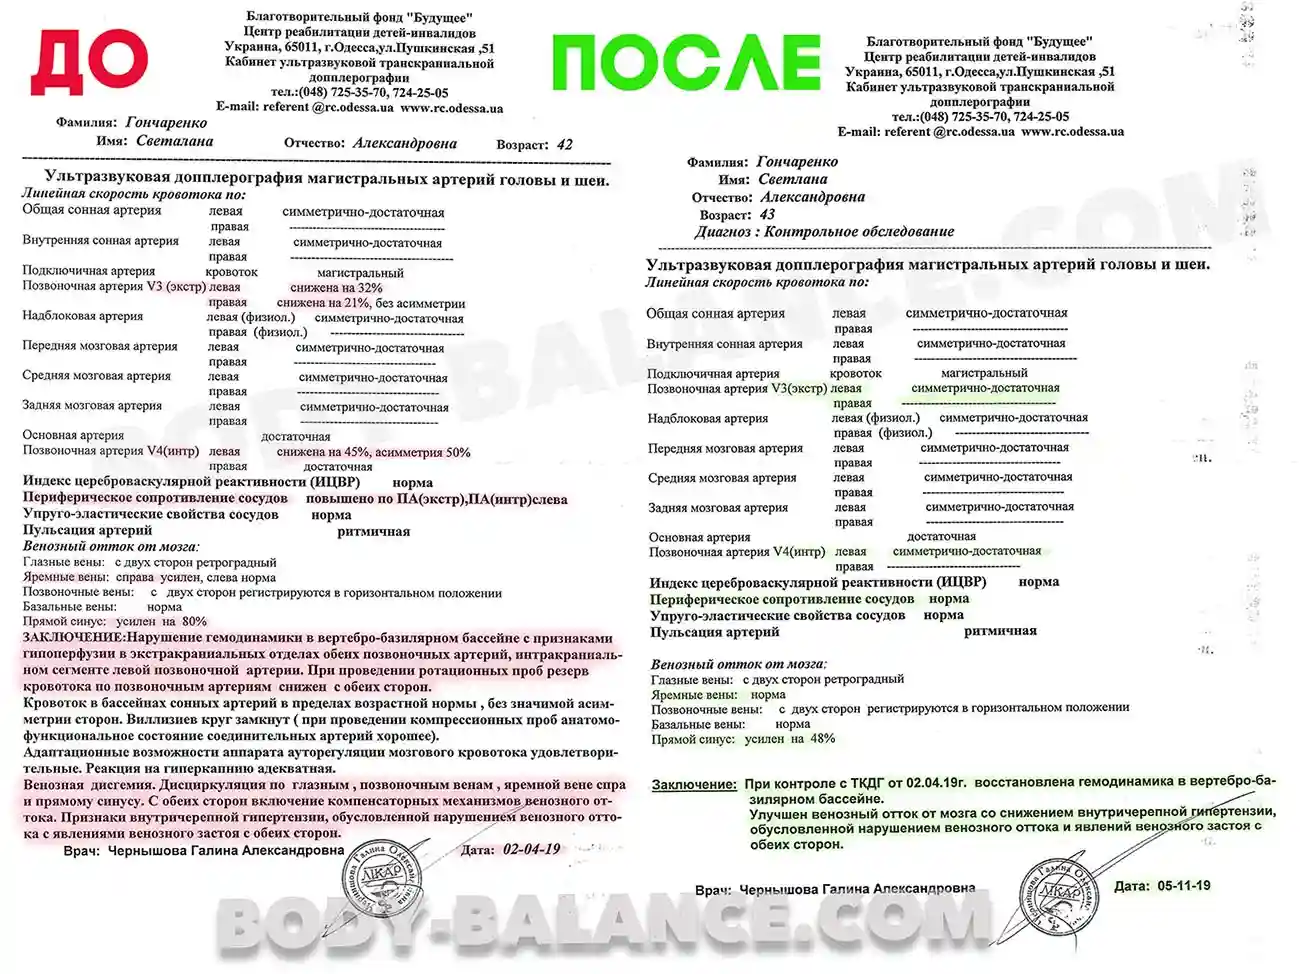 ДО
Благотворительный фонд "Будущее"
Центр реабилитации детей-инвалидов
Украина, 65011, г.Одесса,ул.Пушкинская ,51
Кабинет ультразвуковой транскраниальной
допплерографии
тел.:(048) 725-35-70, 724-25-05
E-mail: referent @rc.odessa.ua www.rc.odessa.ua
Фамилия: Гончаренко
Имя: Светалана Отчество: Александровна Возраст: 42
Ультразвуковая допплерография магистральных артерий головы и шеи.
Линейная скорость кровотока по:
Общая сонная артерия левая симметрично-достаточная
правая
Внутренняя сонная артерия левая симметрично-достаточная
правая
Подключичная артерия кровоток магистральный
Позвоночная артерия V3 (экстр) левая снижена на 32%
правая снижена на 21%, без асимметрии
Надблоковая артерия левая (физиол.) симметрично-достаточная
правая (физиол.)
Передняя мозговая артерия левая симметрично-достаточная
правая
Средняя мозговая артерия левая симметрично-достаточная
правая
Задняя мозговая артерия левая симметрично-достаточная
правая
Основная артерия достаточная
Позвоночная артерия V4(интр) левая снижена на 45%, асимметрия 50%
правая достаточная
Индекс цереброваскулярной реактивности (ИЦВР) норма
Периферическое сопротивление сосудов повышено по ПА(экстр),ПА(интр)слева
Упруго-эластические свойства сосудов норма
Пульсация артерий ритмичная
Венозный отток от мозга:
Глазные вены: с двух сторон ретроградный
Яремные вены: справа усилен, слева норма
Позвоночные вены: с двух сторон регистрируются в горизонтальном положении
Базальные вены: норма
Прямой синус: усилен на 80%
ЗАКЛЮЧЕНИЕ:Нарушение гемодинамики в вертебро-базилярном бассейне с признаками
гипоперфузии в экстракраниальных отделах обеих позвоночных артерий, интракраниаль-
ном сегменте левой позвоночной артерии. При проведении ротационных проб резерв
кровотока по позвоночным артериям снижен с обеих сторон.
Кровоток в бассейнах сонных артерий в пределах возрастной нормы , без значимой асим-
метрии сторон. Виллизиев круг замкнут ( при проведении компрессионных проб анатомо-
функциональное состояние соединительных артерий хорошее).
Адаптационные возможности аппарата ауторегуляции мозгового кровотока удовлетвори-
тельные. Реакция на гиперкапнию адекватная.
Венозная дисгемия. Дисциркуляция по глазным , позвоночным венам , яремной вене спра
и прямому синусу. С обеих сторон включение компенсаторных механизмов венозного от-
тока. Признаки внутричерепной гипертензии, обусловленной нарушением венозного отто-
ка с явлениями венозного застоя с обеих сторон.
Врач: Чернышова Галина Александровна Дата: 02-04-19
ЛІКАР
ПОСЛЕ
Благотворительный фонд "Будущее"
Центр реабилитации детей-инвалидов
Украина, 65011, г.Одесса,ул.Пушкинская ,51
Кабинет ультразвуковой транскраниальной
допплерографии
тел.:(048) 725-35-70, 724-25-05
E-mail: referent @rc.odessa.ua www.rc.odessa.ua
Фамилия: Гончаренко
Имя: Светлана
Отчество: Александровна
Возраст: 43
Диагноз : Контрольное обследование
Ультразвуковая допплерография магистральных артерий головы и шеи.
Линейная скорость кровотока по:
Общая сонная артерия левая симметрично-достаточная
правая
Внутренняя сонная артерия левая симметрично-достаточная
правая
Подключичная артерия кровоток магистральный
Позвоночная артерия V3(экстр) левая симметрично-достаточная
правая
Надблоковая артерия левая (физиол.) симметрично-достаточная
правая (физиол.)
Передняя мозговая артерия левая симметрично-достаточная
правая
Средняя мозговая артерия левая симметрично-достаточная
правая
Задняя мозговая артерия левая симметрично-достаточная
правая
Основная артерия достаточная
Позвоночная артерия V4(интр) левая симметрично-достаточная
правая
Индекс цереброваскулярной реактивности (ИЦВР) норма
Периферическое сопротивление сосудов норма
Упруго-эластические свойства сосудов норма
Пульсация артерий ритмичная
Венозный отток от мозга:
Глазные вены: с двух сторон ретроградный
Яремные вены: норма
Позвоночные вены: с двух сторон регистрируются в горизонтальном положении
Базальные вены: норма
Прямой синус: усилен на 48%
Заключение: При контроле с ТКДГ от 02.04.19г. восстановлена гемодинамика в вертебро-ба-
зилярном бассейне.
Улучшен венозный отток от мозга со снижением внутричерепной гипертензии,
обусловленной нарушением венозного оттока и явлений венозного застоя с
обеих сторон.
Врач: Чернышова Галина Александровна Дата: 05-11-19
ЛІКАР
BODY-BALANCE.COM
BODY-BALANCE.COM